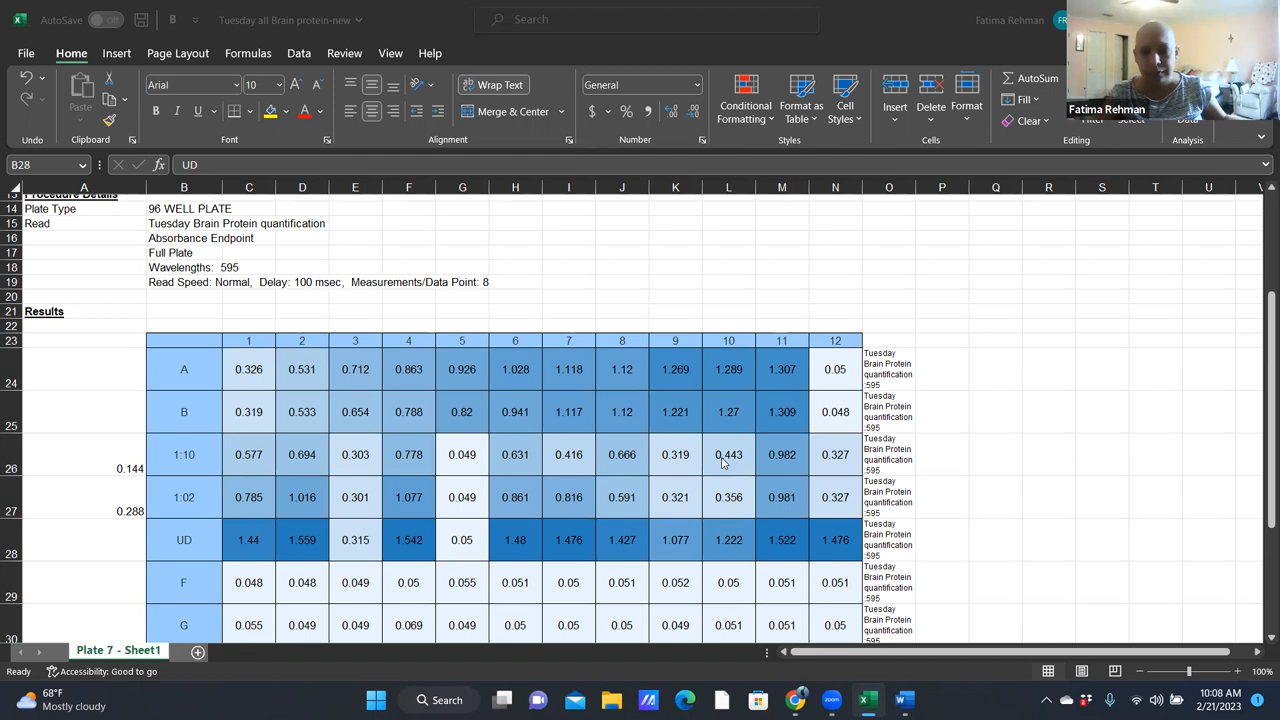 AutoSave Off B Tuesday all Brain protein-new Search Fatima Rehman
File Home Insert Page Layout Formulas Data Review View Help
Paste Arial 10 Wrap Text General Conditional Formatting Format as Table Cell Styles Insert Delete Format AutoSum
B I U A Merge & Center $ % Fill
Clear
Undo Clipboard Font Alignment Number Styles Cells Editing Analysis
Fatima Rehman
B28 fx UD
A B C D E F G H I J K L M N O P Q R S T U
Procedure Details
14 Plate Type 96 WELL PLATE
15 Read Tuesday Brain Protein quantification
16 Absorbance Endpoint
17 Full Plate
18 Wavelengths: 595
19 Read Speed: Normal, Delay: 100 msec, Measurements/Data Point: 8
20
21 Results
22
23 1 2 3 4 5 6 7 8 9 10 11 12
24 A 0.326 0.531 0.712 0.863 0.926 1.028 1.118 1.12 1.269 1.289 1.307 0.05 Tuesday Brain Protein quantification :595
25 B 0.319 0.533 0.654 0.788 0.82 0.941 1.117 1.12 1.221 1.27 1.309 0.048 Tuesday Brain Protein quantification :595
26 0.144 1:10 0.577 0.694 0.303 0.778 0.049 0.631 0.416 0.666 0.319 0.443 0.982 0.327 Tuesday Brain Protein quantification :595
27 0.288 1:02 0.785 1.016 0.301 1.077 0.049 0.861 0.816 0.591 0.321 0.356 0.981 0.327 Tuesday Brain Protein quantification :595
28 UD 1.44 1.559 0.315 1.542 0.05 1.48 1.476 1.427 1.077 1.222 1.522 1.476 Tuesday Brain Protein quantification :595
29 F 0.048 0.048 0.049 0.05 0.055 0.051 0.05 0.051 0.052 0.05 0.051 0.051 Tuesday Brain Protein quantification :595
30 G 0.055 0.049 0.049 0.069 0.049 0.05 0.05 0.05 0.049 0.051 0.051 0.05 Tuesday Brain Protein quantification
Plate 7 - Sheet1
Ready Accessibility: Good to go 100%
68°F
Mostly cloudy
Search
zoom
10:08 AM
2/21/2023
1